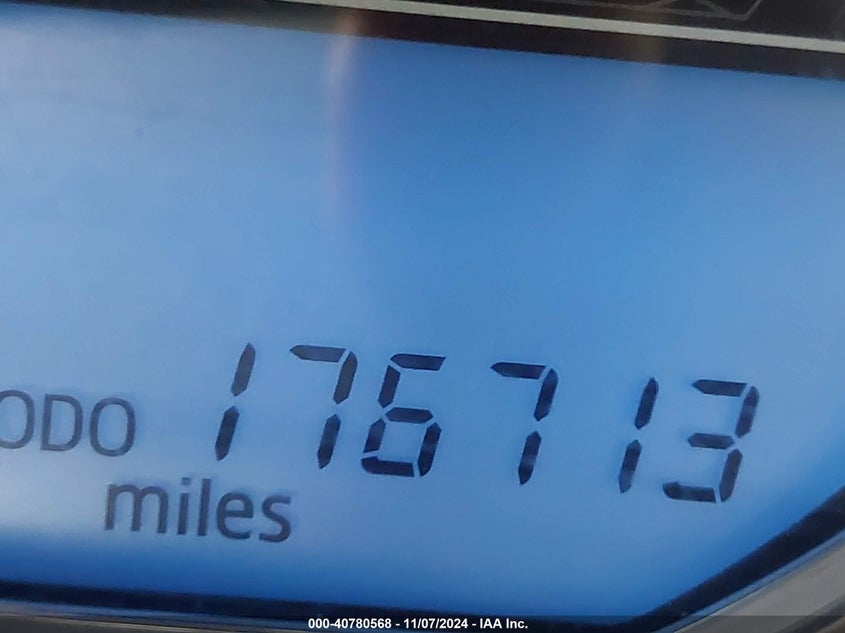 ODO 176713
miles
000-40780568 - 11/07/2024 - IAA Inc.